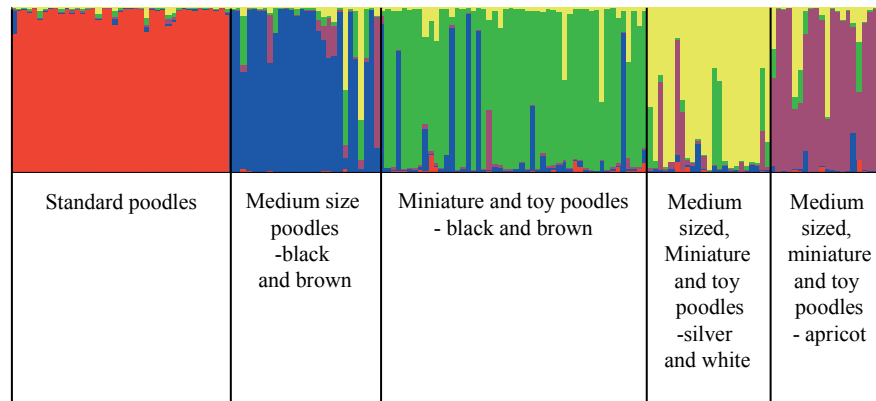 Standard poodles
Medium size
poodles
-black
and brown
Miniature and toy poodles
- black and brown
Medium
sized,
Miniature
and toy
poodles
-silver
and white
Medium
sized,
miniature
and toy
poodles
- apricot